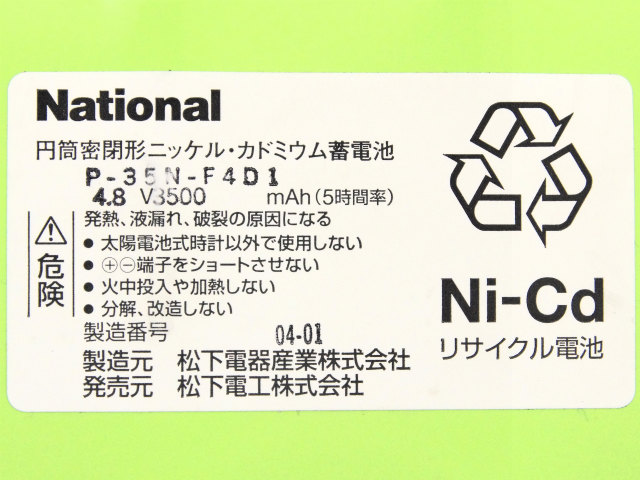 National
円筒密閉形ニッケル・カドミウム蓄電池
P-35N-F4D1
4.8 V3500 mAh(5時間率)
危険
発熱、液漏れ、破裂の原因になる
● 太陽電池式時計以外で使用しない
● ⊕⊖端子をショートさせない
● 火中投入や加熱しない
● 分解、改造しない
製造番号 04-01
製造元 松下電器産業株式会社
発売元 松下電工株式会社
Ni-Cd
リサイクル電池